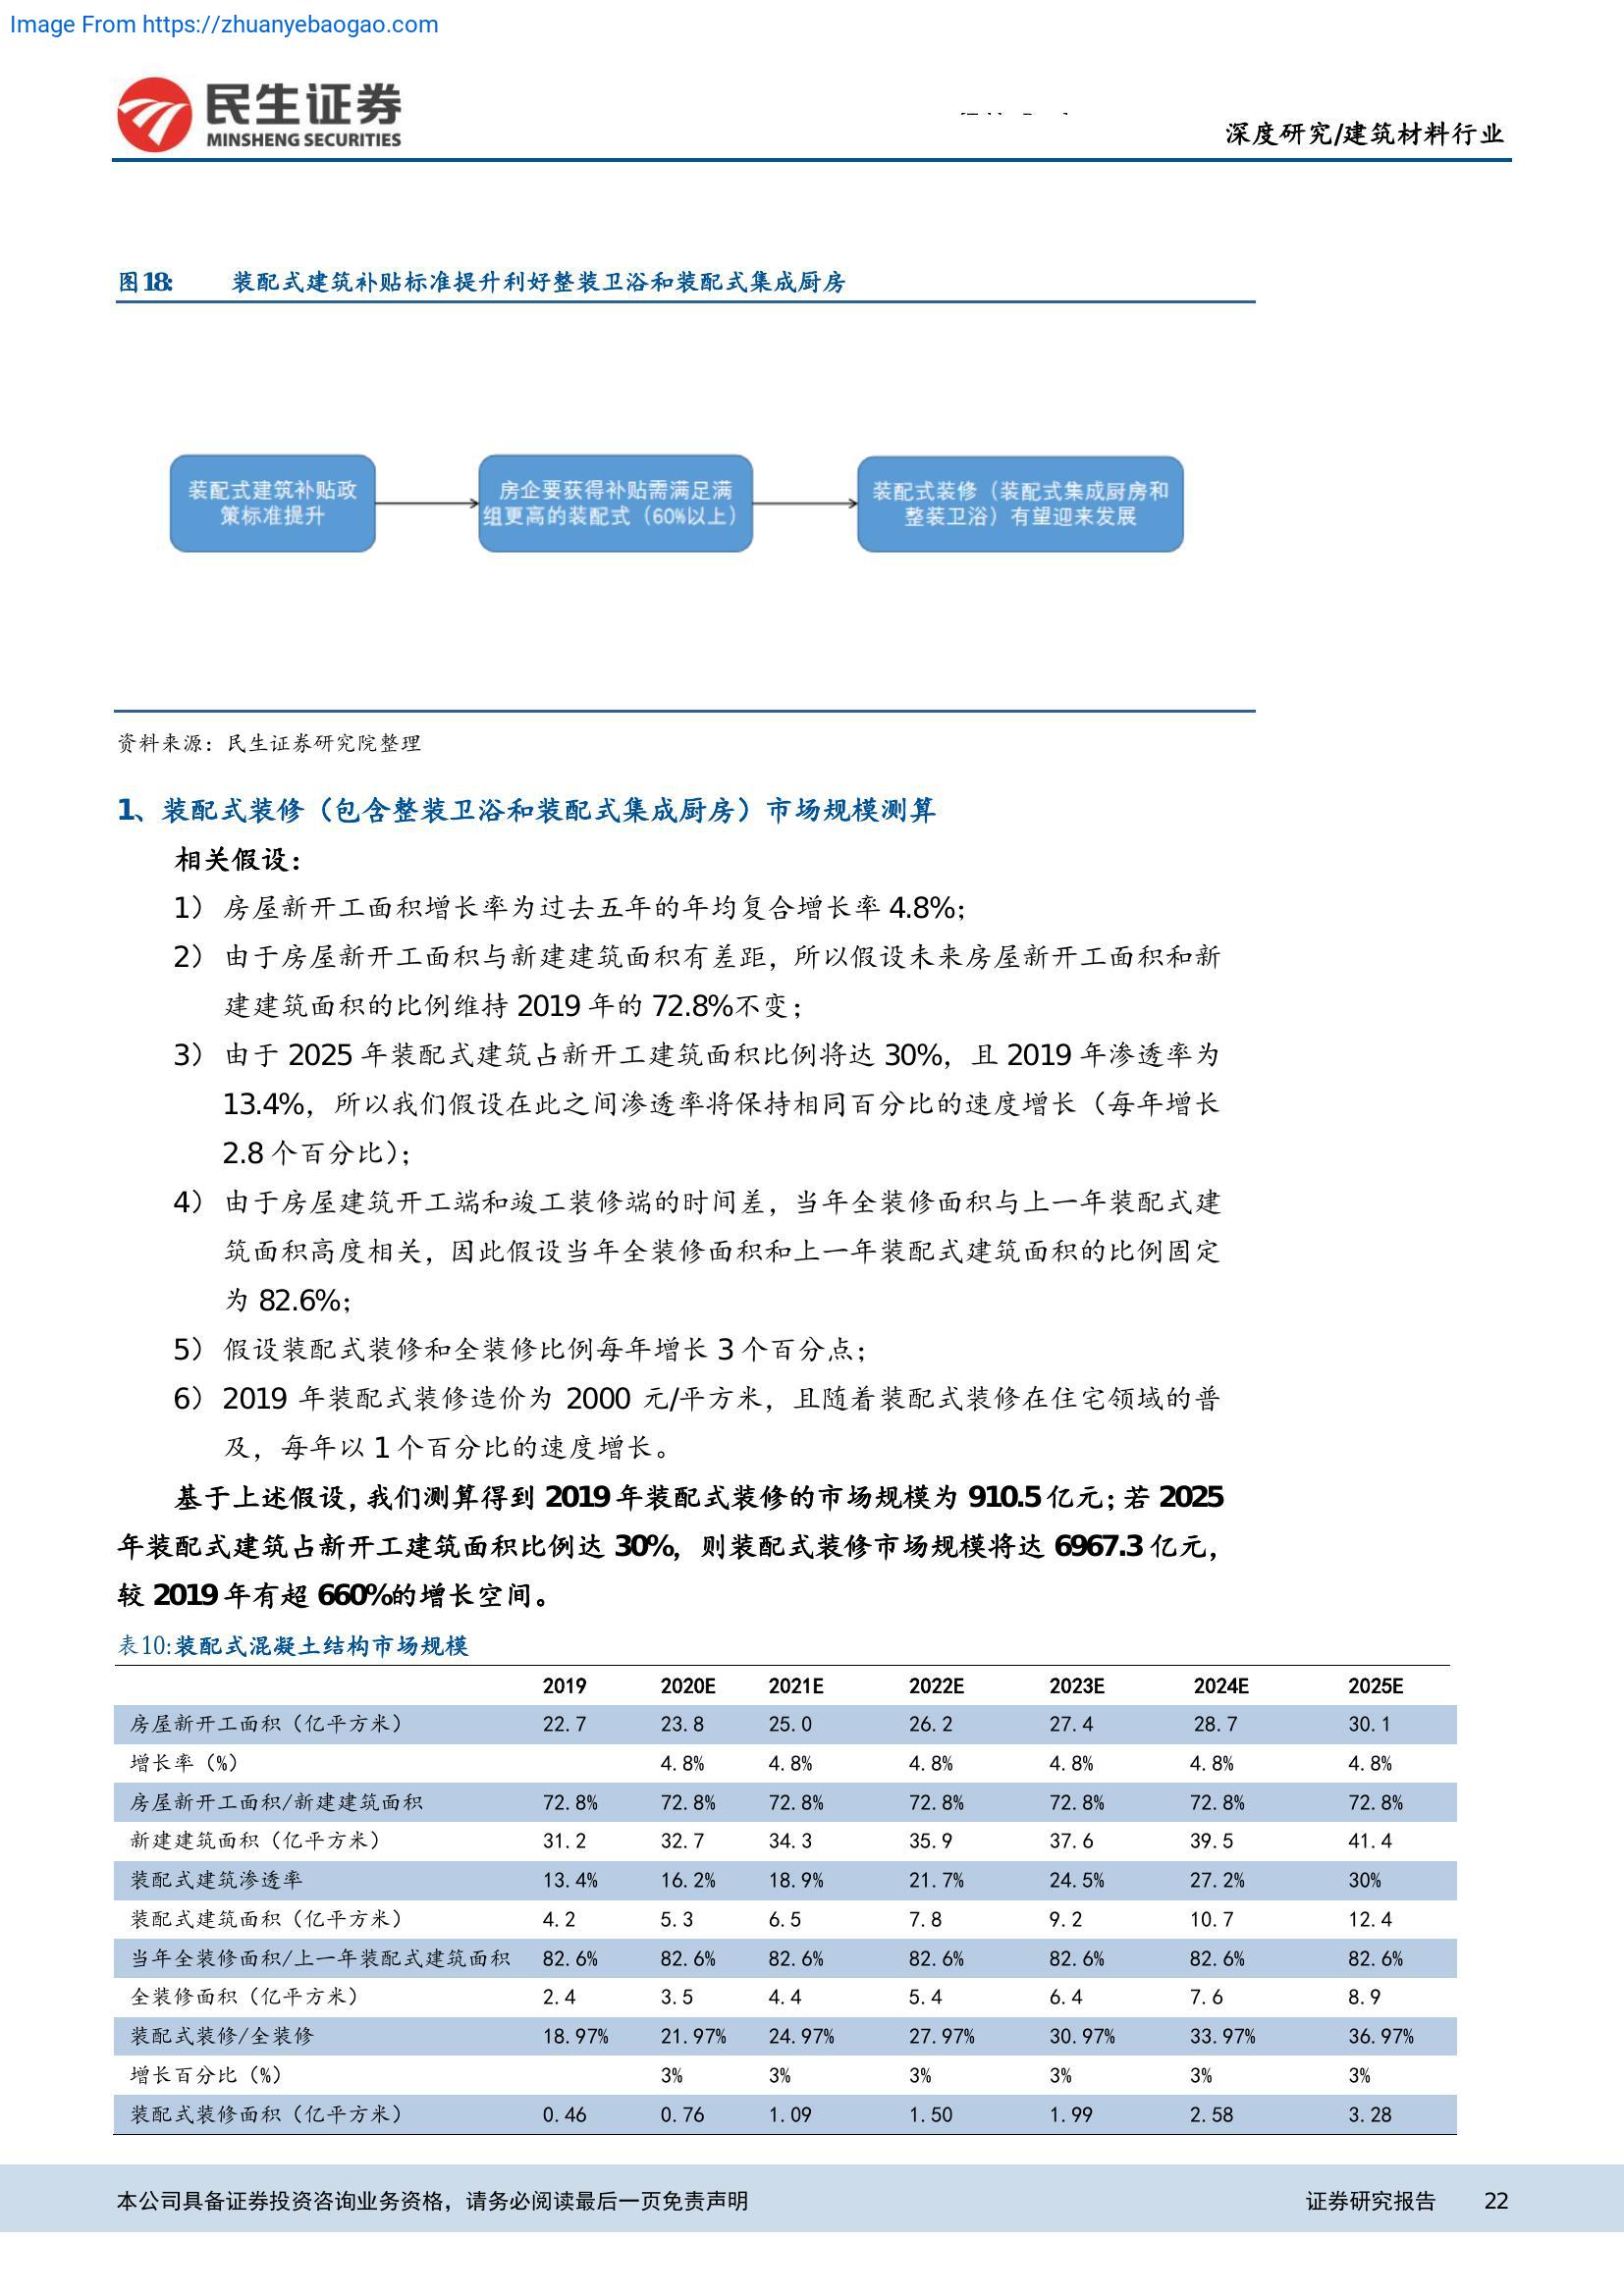 Image From https://zhuanyebaogao.com
民生证券
MINSHENG SECURITIES
深度研究/建筑材料行业
图18: 装配式建筑补贴标准提升利好整装卫浴和装配式集成厨房
装配式建筑补贴政
策标准提升
房企要获得补贴需满足满
组更高的装配式（60%以上）
装配式装修（装配式集成厨房和
整装卫浴）有望迎来发展
资料来源：民生证券研究院整理
1、装配式装修（包含整装卫浴和装配式集成厨房）市场规模测算
相关假设：
1） 房屋新开工面积增长率为过去五年的年均复合增长率 4.8%；
2） 由于房屋新开工面积与新建建筑面积有差距，所以假设未来房屋新开工面积和新
建建筑面积的比例维持 2019 年的 72.8%不变；
3） 由于 2025 年装配式建筑占新开工建筑面积比例将达 30%，且 2019 年渗透率为
13.4%，所以我们假设在此之间渗透率将保持相同百分比的速度增长（每年增长
2.8 个百分比）；
4） 由于房屋建筑开工端和竣工装修端的时间差，当年全装修面积与上一年装配式建
筑面积高度相关，因此假设当年全装修面积和上一年装配式建筑面积的比例固定
为 82.6%；
5） 假设装配式装修和全装修比例每年增长 3 个百分点；
6） 2019 年装配式装修造价为 2000 元/平方米，且随着装配式装修在住宅领域的普
及，每年以 1 个百分比的速度增长。
基于上述假设，我们测算得到 2019 年装配式装修的市场规模为 910.5 亿元；若 2025
年装配式建筑占新开工建筑面积比例达 30%，则装配式装修市场规模将达 6967.3 亿元，
较 2019 年有超 660%的增长空间。
表10:装配式混凝土结构市场规模
2019 2020E 2021E 2022E 2023E 2024E 2025E
房屋新开工面积（亿平方米） 22.7 23.8 25.0 26.2 27.4 28.7 30.1
增长率（%） 4.8% 4.8% 4.8% 4.8% 4.8% 4.8%
房屋新开工面积/新建建筑面积 72.8% 72.8% 72.8% 72.8% 72.8% 72.8% 72.8%
新建建筑面积（亿平方米） 31.2 32.7 34.3 35.9 37.6 39.5 41.4
装配式建筑渗透率 13.4% 16.2% 18.9% 21.7% 24.5% 27.2% 30%
装配式建筑面积（亿平方米） 4.2 5.3 6.5 7.8 9.2 10.7 12.4
当年全装修面积/上一年装配式建筑面积 82.6% 82.6% 82.6% 82.6% 82.6% 82.6% 82.6%
全装修面积（亿平方米） 2.4 3.5 4.4 5.4 6.4 7.6 8.9
装配式装修/全装修 18.97% 21.97% 24.97% 27.97% 30.97% 33.97% 36.97%
增长百分比（%） 3% 3% 3% 3% 3% 3%
装配式装修面积（亿平方米） 0.46 0.76 1.09 1.50 1.99 2.58 3.28
本公司具备证券投资咨询业务资格，请务必阅读最后一页免责声明 证券研究报告 22